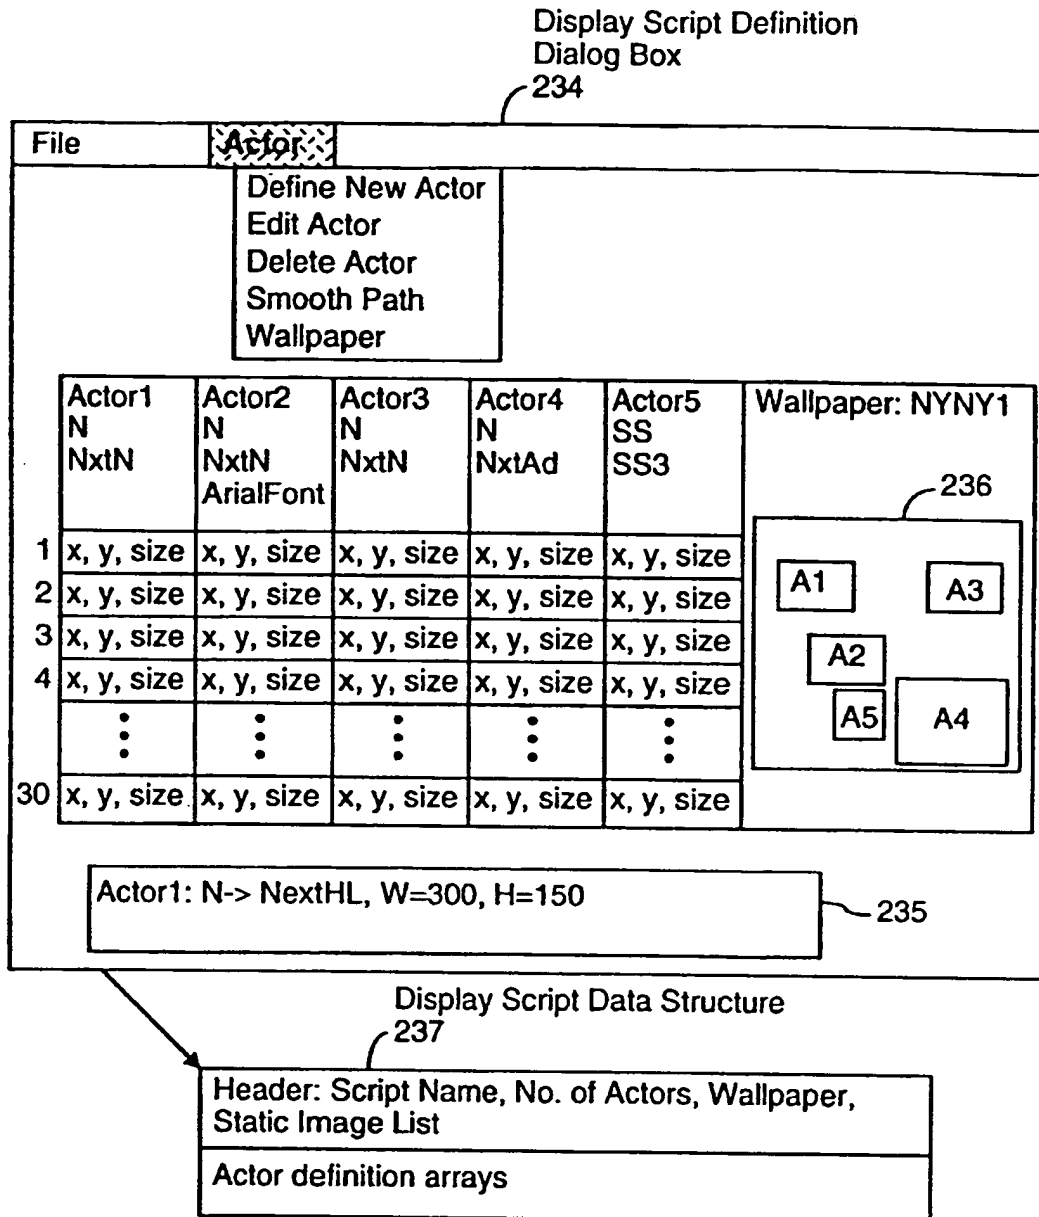 Display Script Definition
Dialog Box
234
File Actor
Define New Actor
Edit Actor
Delete Actor
Smooth Path
Wallpaper
Actor1 Actor2 Actor3 Actor4 Actor5 Wallpaper: NYNY1
N N N N SS
NxtN NxtN NxtN NxtAd SS3
ArialFont
236
1 x, y, size x, y, size x, y, size x, y, size x, y, size
2 x, y, size x, y, size x, y, size x, y, size x, y, size
3 x, y, size x, y, size x, y, size x, y, size x, y, size
4 x, y, size x, y, size x, y, size x, y, size x, y, size
30 x, y, size x, y, size x, y, size x, y, size x, y, size
A1 A3
A2
A5 A4
Actor1: N-> NextHL, W=300, H=150
235
Display Script Data Structure
237
Header: Script Name, No. of Actors, Wallpaper,
Static Image List
Actor definition arrays